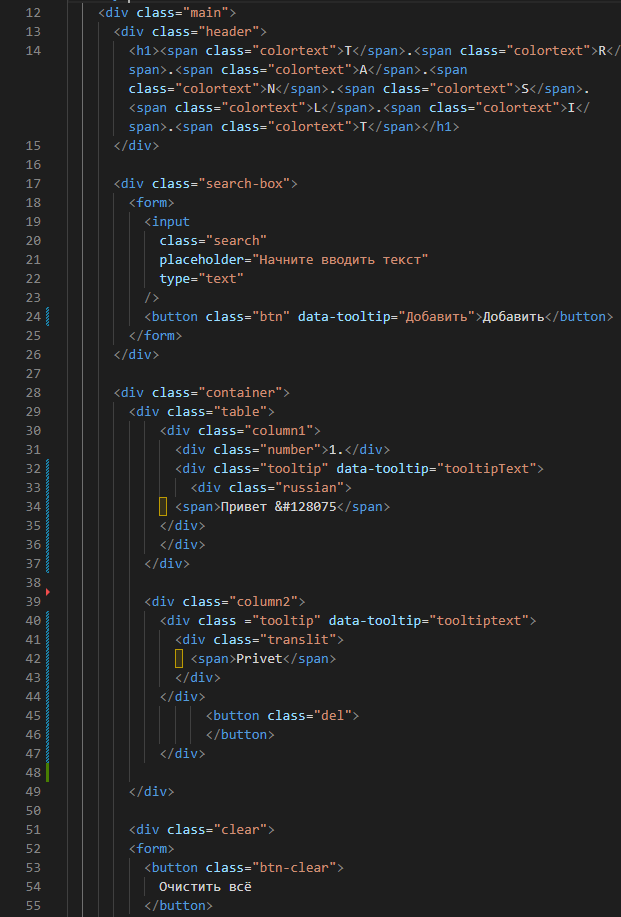 12 <div class="main">
13 <div class="header">
14 <h1><span class="colortext">T</span>.<span class="colortext">R</
span>.<span class="colortext">A</span>.<span
class="colortext">N</span>.<span class="colortext">S</span>.
<span class="colortext">L</span>.<span class="colortext">I</
span>.<span class="colortext">T</span></h1>
15 </div>
16
17 <div class="search-box">
18 <form>
19 <input
20 class="search"
21 placeholder="Начните вводить текст"
22 type="text"
23 />
24 <button class="btn" data-tooltip="Добавить">Добавить</button>
25 </form>
26 </div>
27
28 <div class="container">
29 <div class="table">
30 <div class="column1">
31 <div class="number">1.</div>
32 <div class="tooltip" data-tooltip="tooltipText">
33 <div class="russian">
34 <span>Привет &#128075</span>
35 </div>
36 </div>
37 </div>
38
39 <div class="column2">
40 <div class ="tooltip" data-tooltip="tooltiptext">
41 <div class="translit">
42 <span>Privet</span>
43 </div>
44 </div>
45 <button class="del">
46 </button>
47 </div>
48
49 </div>
50
51 <div class="clear">
52 <form>
53 <button class="btn-clear">
54 Очистить всё
55 </button>